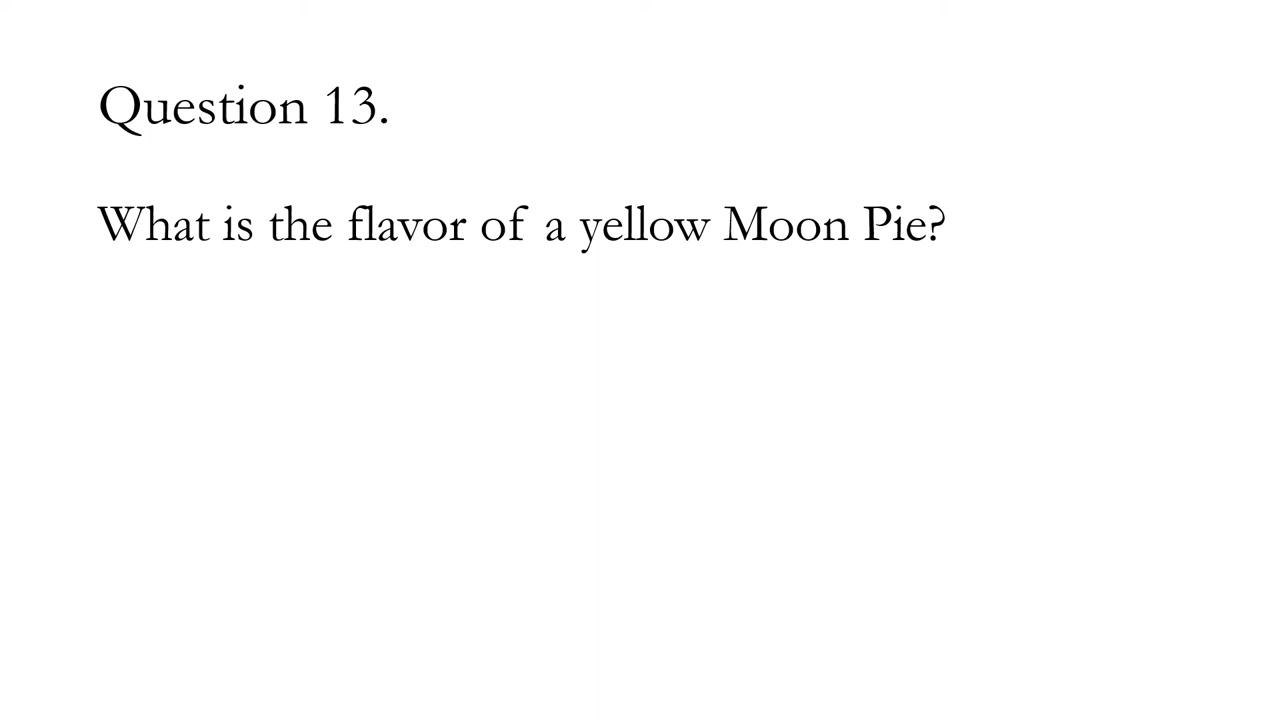 Question 13.
What is the flavor of a yellow Moon Pie?